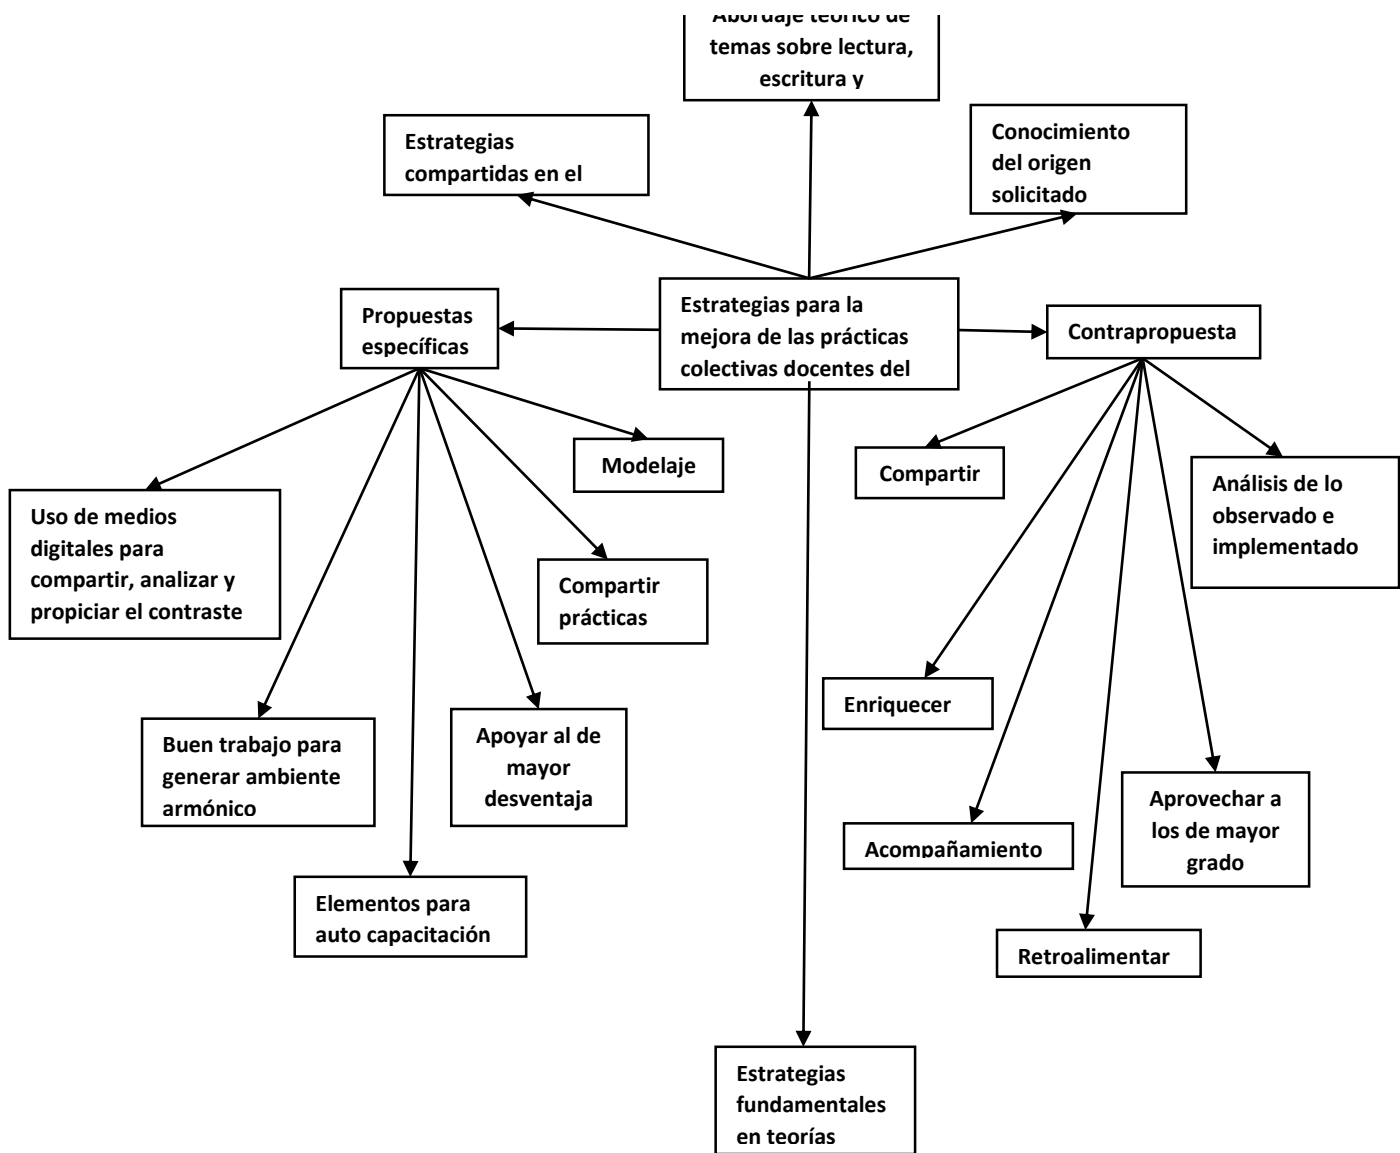 Abordaje teórico de
temas sobre lectura,
escritura y
Estrategias
compartidas en el
Conocimiento
del origen
solicitado
Propuestas
específicas
Estrategias para la
mejora de las prácticas
colectivas docentes del
Contrapropuesta
Modelaje
Compartir
Análisis de lo
observado e
implementado
Uso de medios
digitales para
compartir, analizar y
propiciar el contraste
Compartir
prácticas
Enriquecer
Buen trabajo para
generar ambiente
armónico
Apoyar al de
mayor
desventaja
Aprovechar a
los de mayor
grado
Acompañamiento
Elementos para
auto capacitación
Retroalimentar
Estrategias
fundamentales
en teorías